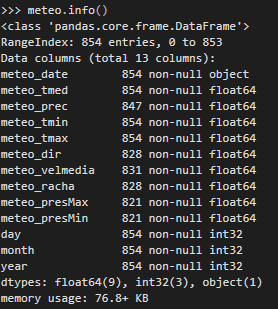 >>> meteo.info()
<class 'pandas.core.frame.DataFrame'>
RangeIndex: 854 entries, 0 to 853
Data columns (total 13 columns):
meteo_date 854 non-null object
meteo_tmed 854 non-null float64
meteo_prec 847 non-null float64
meteo_tmin 854 non-null float64
meteo_tmax 854 non-null float64
meteo_dir 828 non-null float64
meteo_velmedia 831 non-null float64
meteo_racha 828 non-null float64
meteo_presMax 821 non-null float64
meteo_presMin 821 non-null float64
day 854 non-null int32
month 854 non-null int32
year 854 non-null int32
dtypes: float64(9), int32(3), object(1)
memory usage: 76.8+ KB